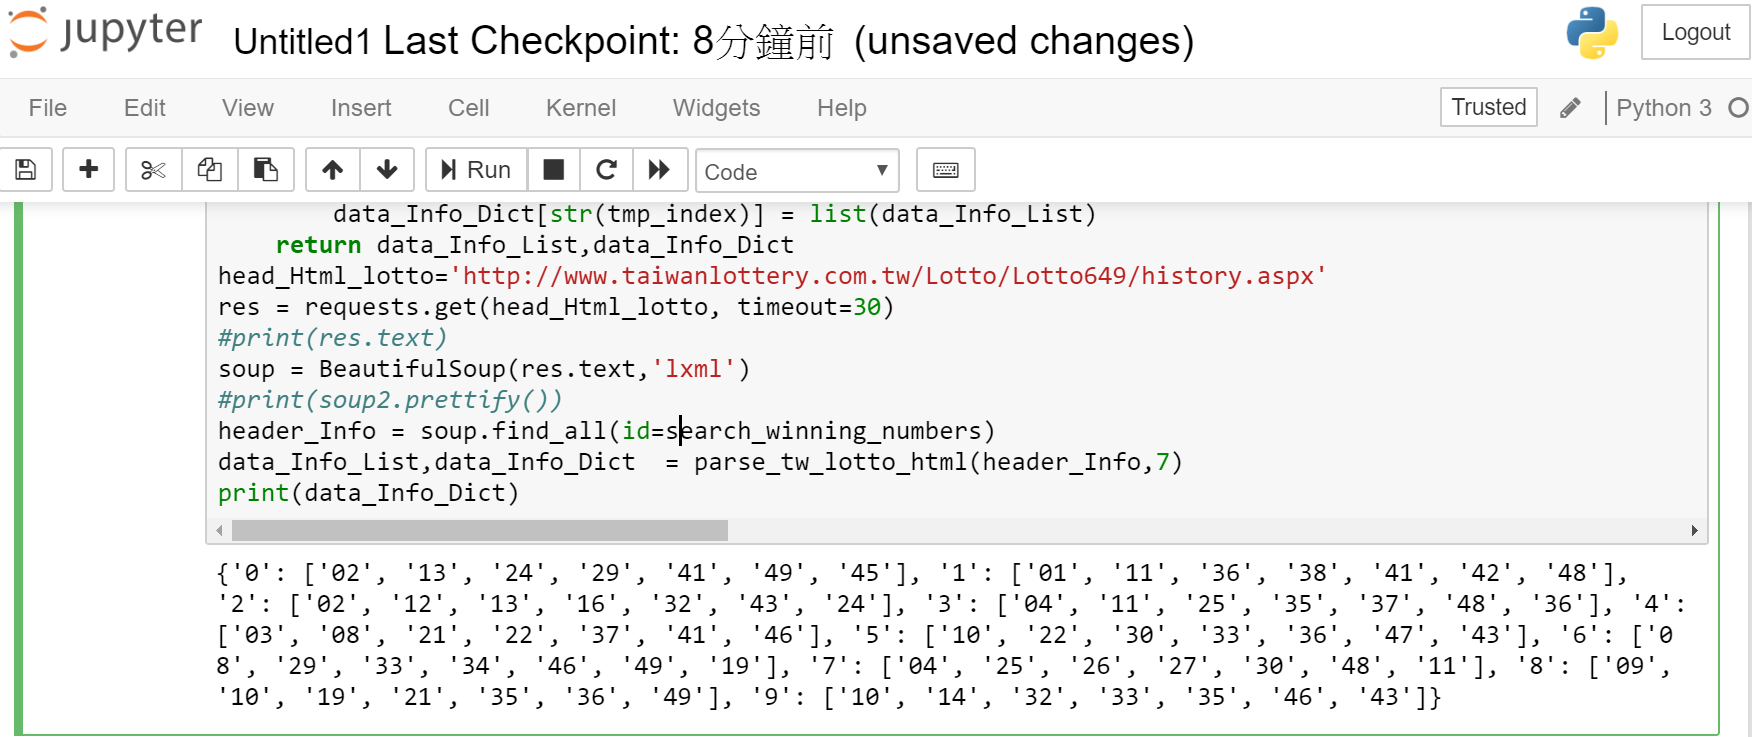 jupyter Untitled1 Last Checkpoint: 8分鐘前 (unsaved changes) Logout
File Edit View Insert Cell Kernel Widgets Help Trusted Python 3
Run Code
        data_Info_Dict[str(tmp_index)] = list(data_Info_List)
    return data_Info_List,data_Info_Dict
head_Html_lotto='http://www.taiwanlottery.com.tw/Lotto/Lotto649/history.aspx'
res = requests.get(head_Html_lotto, timeout=30)
#print(res.text)
soup = BeautifulSoup(res.text,'lxml')
#print(soup2.prettify())
header_Info = soup.find_all(id=search_winning_numbers)
data_Info_List,data_Info_Dict  = parse_tw_lotto_html(header_Info,7)
print(data_Info_Dict)
{'0': ['02', '13', '24', '29', '41', '49', '45'], '1': ['01', '11', '36', '38', '41', '42', '48'],
'2': ['02', '12', '13', '16', '32', '43', '24'], '3': ['04', '11', '25', '35', '37', '48', '36'], '4':
['03', '08', '21', '22', '37', '41', '46'], '5': ['10', '22', '30', '33', '36', '47', '43'], '6': ['0
8', '29', '33', '34', '46', '49', '19'], '7': ['04', '25', '26', '27', '30', '48', '11'], '8': ['09',
'10', '19', '21', '35', '36', '49'], '9': ['10', '14', '32', '33', '35', '46', '43']}